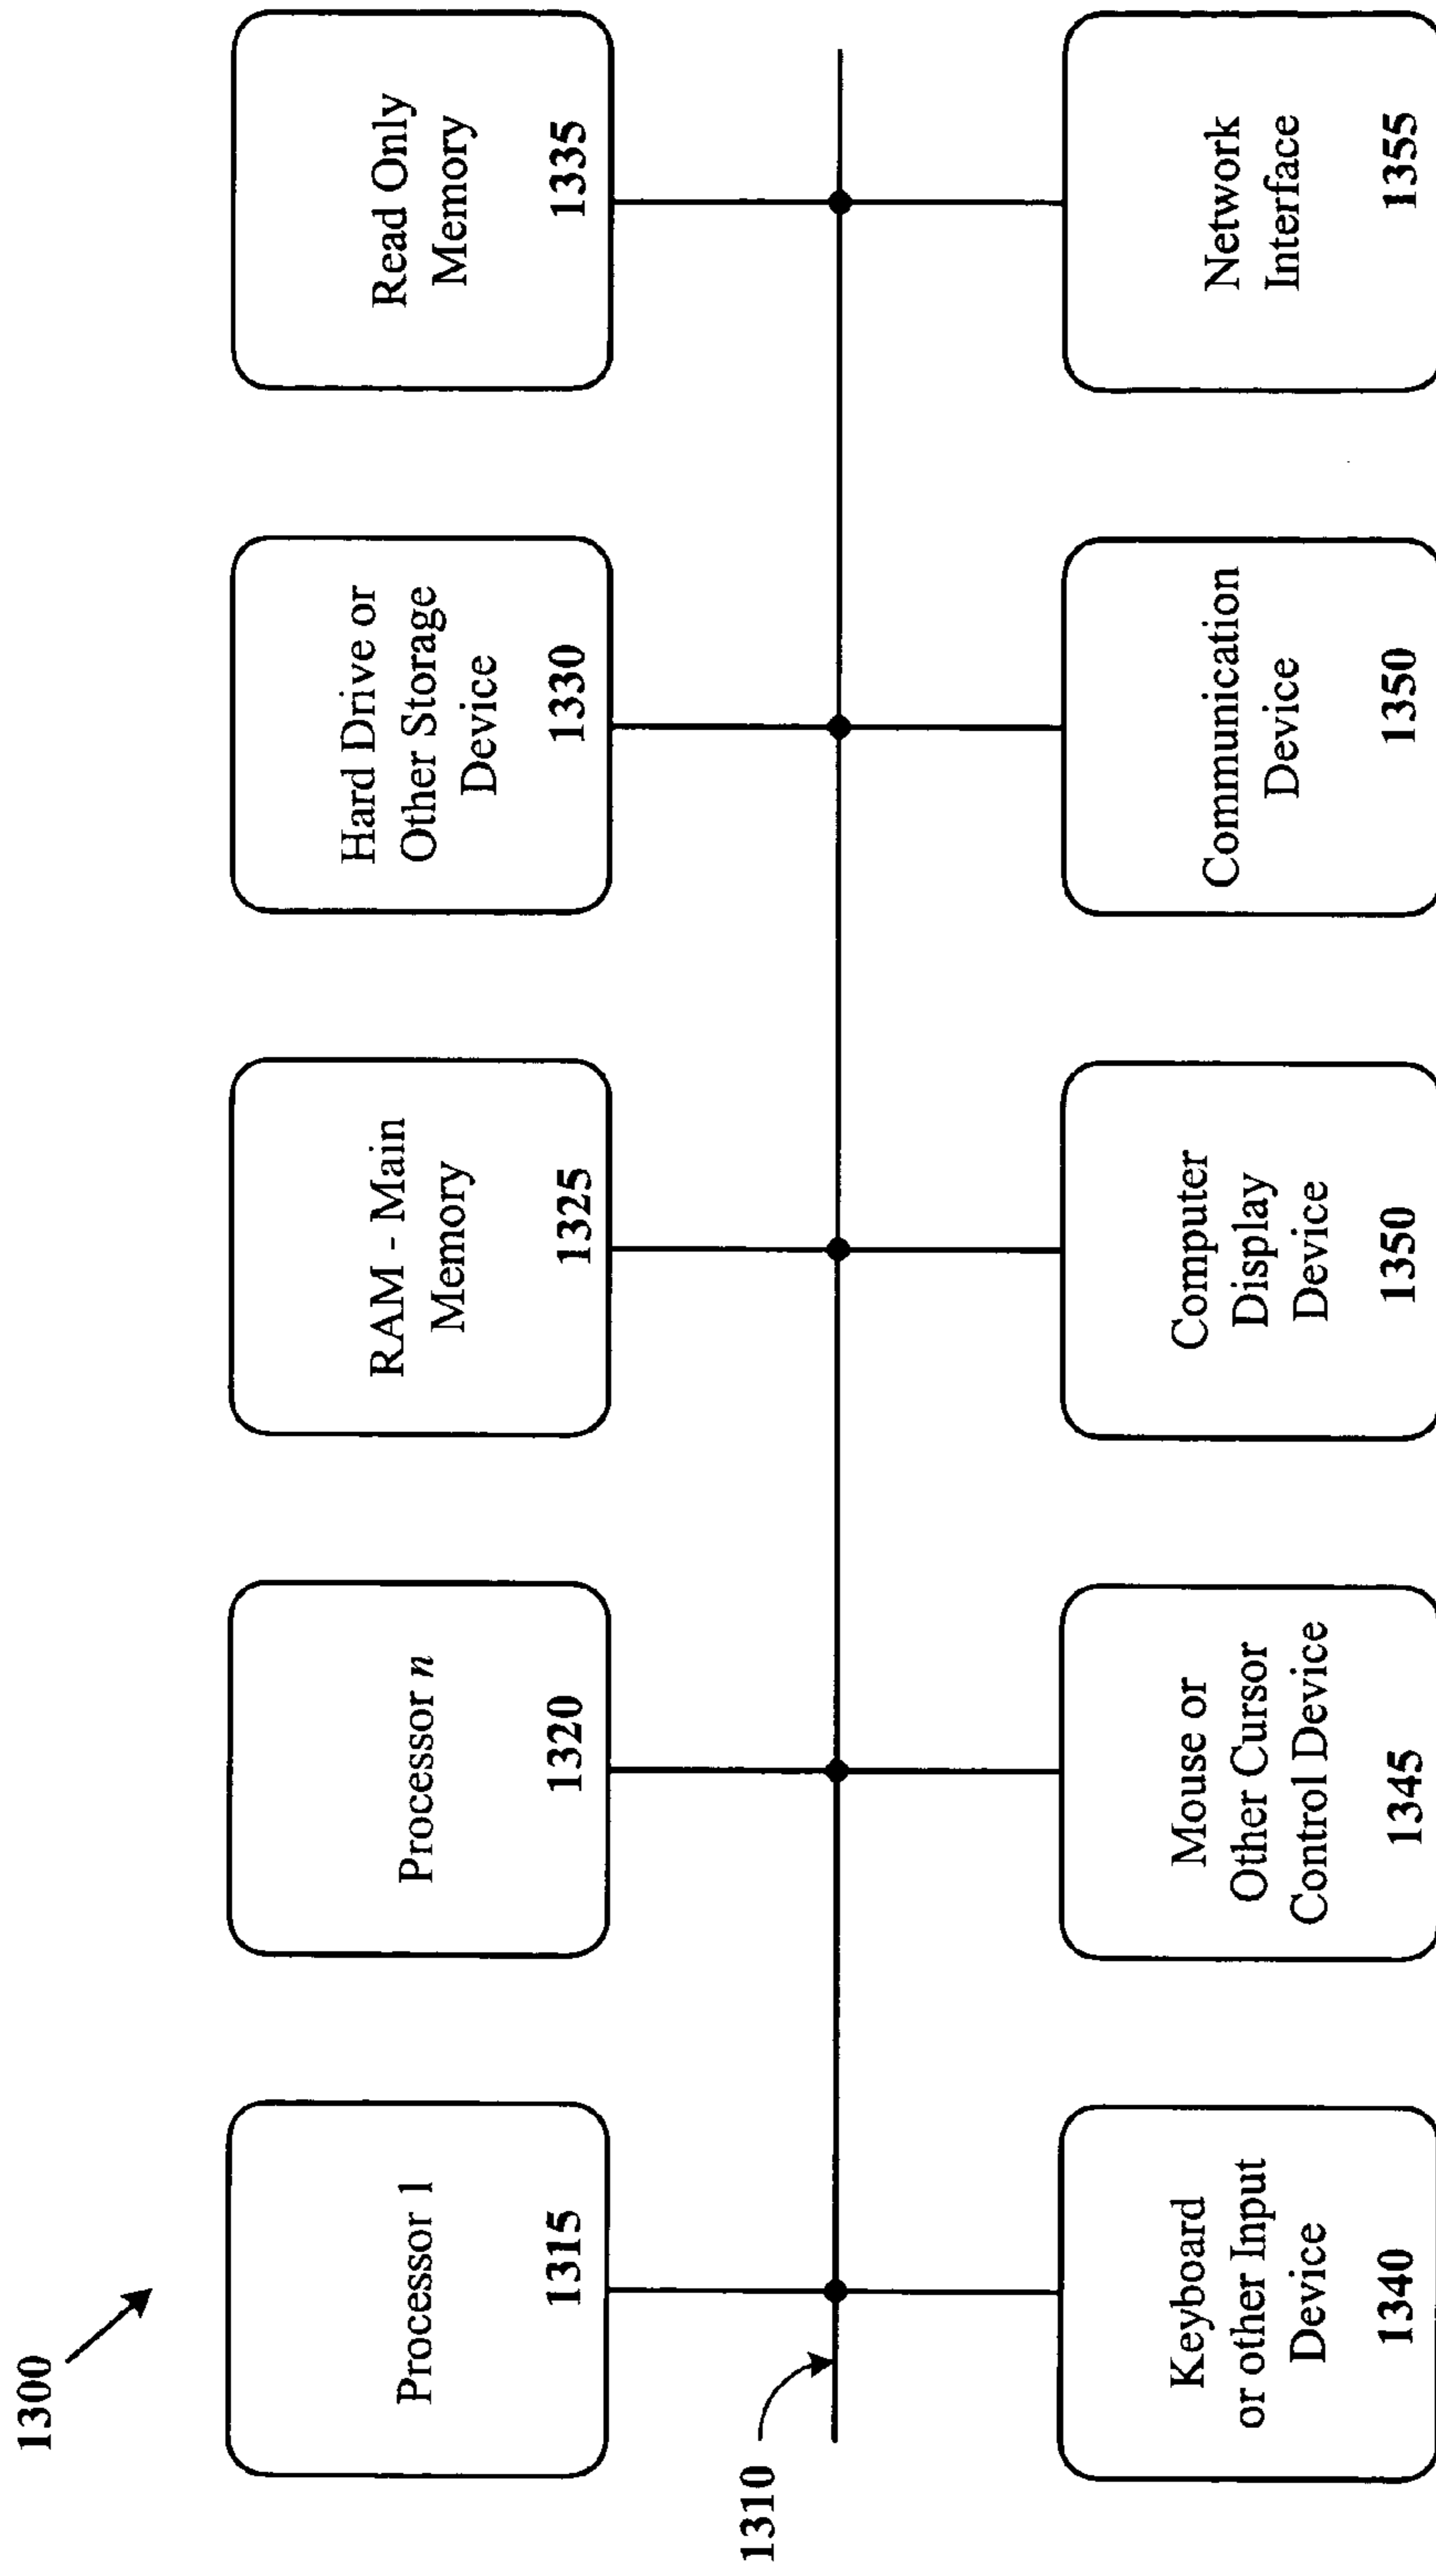 1300
Processor 1
1315
Processor n
1320
RAM - Main
Memory
1325
Hard Drive or
Other Storage
Device
1330
Read Only
Memory
1335
1310
Keyboard
or other Input
Device
1340
Mouse or
Other Cursor
Control Device
1345
Computer
Display
Device
1350
Communication
Device
1350
Network
Interface
1355